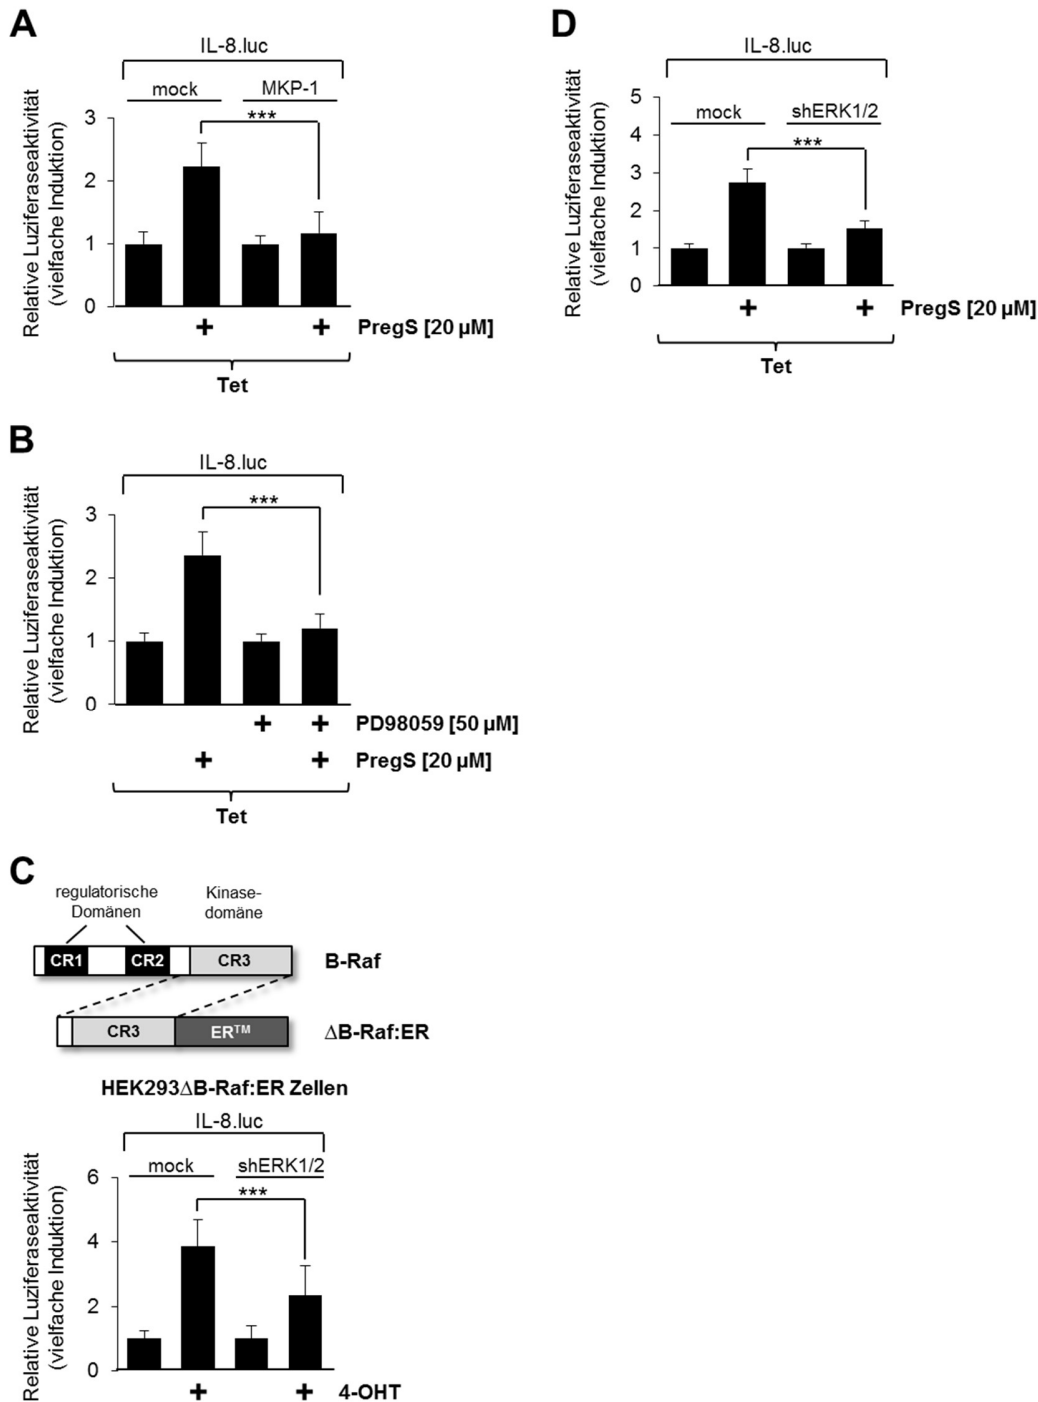 A
IL-8.luc
mock
MKP-1
***
Relative Luziferaseaktivität
(vielfache Induktion)
3
2
1
0
+ + PregS [20 µM]
Tet
D
IL-8.luc
mock
shERK1/2
***
Relative Luziferaseaktivität
(vielfache Induktion)
5
4
3
2
1
0
+ + PregS [20 µM]
Tet
B
IL-8.luc
***
Relative Luziferaseaktivität
(vielfache Induktion)
3
2
1
0
+ + PD98059 [50 µM]
+ + PregS [20 µM]
Tet
C
regulatorische
Domänen
Kinase-
domäne
CR1 CR2 CR3 B-Raf
CR3 ERTM ΔB-Raf:ER
HEK293ΔB-Raf:ER Zellen
IL-8.luc
mock
shERK1/2
***
Relative Luziferaseaktivität
(vielfache Induktion)
6
4
2
0
+ + 4-OHT